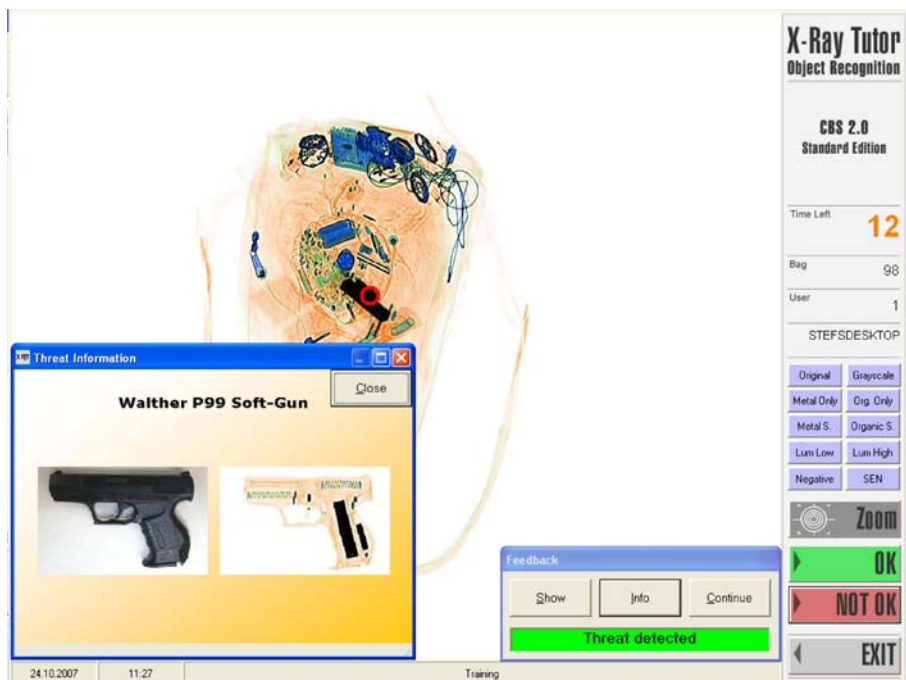 X-Ray Tutor
Object Recognition
CBS 2.0
Standard Edition
Time Left
12
Bag
98
User
1
STEFSDESKTOP
Original Grayscale
Metal Only Org. Only
Metal S. Organic S.
Lum Low Lum High
Negative SEN
Zoom
OK
NOT OK
EXIT
Threat Information
Close
Walther P99 Soft-Gun
Feedback
Show Info Continue
Threat detected
24.10.2007 11:27 Training